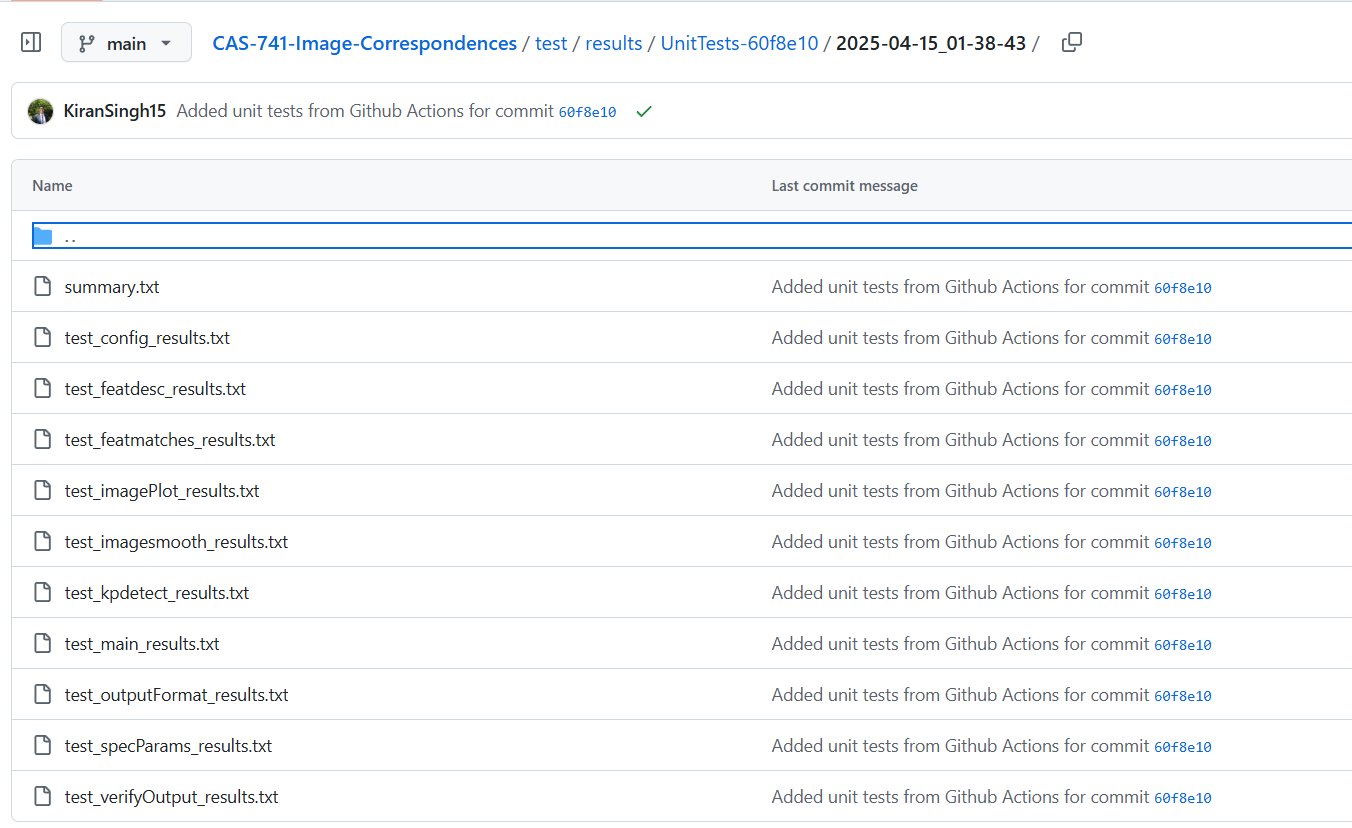 main
CAS-741-Image-Correspondences / test / results / UnitTests-60f8e10 / 2025-04-15_01-38-43 /
KiranSingh15 Added unit tests from Github Actions for commit 60f8e10
Name Last commit message
..
summary.txt Added unit tests from Github Actions for commit 60f8e10
test_config_results.txt Added unit tests from Github Actions for commit 60f8e10
test_featdesc_results.txt Added unit tests from Github Actions for commit 60f8e10
test_featmatches_results.txt Added unit tests from Github Actions for commit 60f8e10
test_imagePlot_results.txt Added unit tests from Github Actions for commit 60f8e10
test_imagesmooth_results.txt Added unit tests from Github Actions for commit 60f8e10
test_kpdetect_results.txt Added unit tests from Github Actions for commit 60f8e10
test_main_results.txt Added unit tests from Github Actions for commit 60f8e10
test_outputFormat_results.txt Added unit tests from Github Actions for commit 60f8e10
test_specParams_results.txt Added unit tests from Github Actions for commit 60f8e10
test_verifyOutput_results.txt Added unit tests from Github Actions for commit 60f8e10